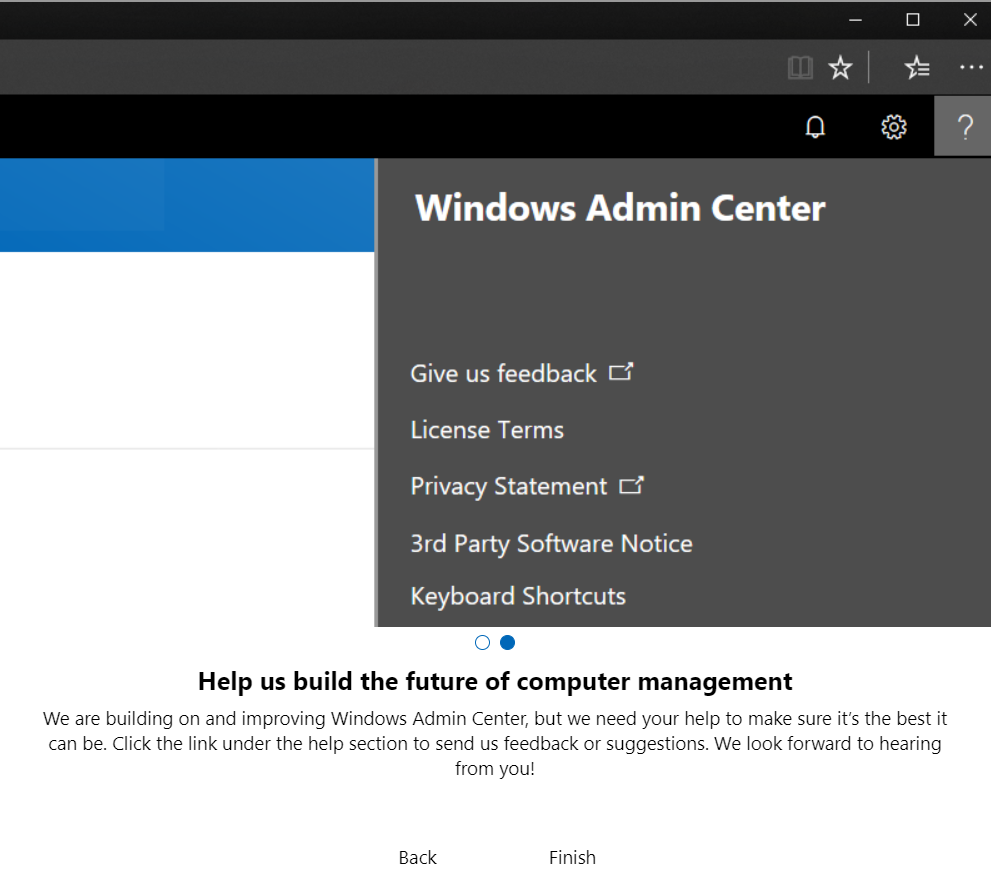 ?
Windows Admin Center
Give us feedback
License Terms
Privacy Statement
3rd Party Software Notice
Keyboard Shortcuts
Help us build the future of computer management
We are building on and improving Windows Admin Center, but we need your help to make sure it’s the best it
can be. Click the link under the help section to send us feedback or suggestions. We look forward to hearing
from you!
Back
Finish